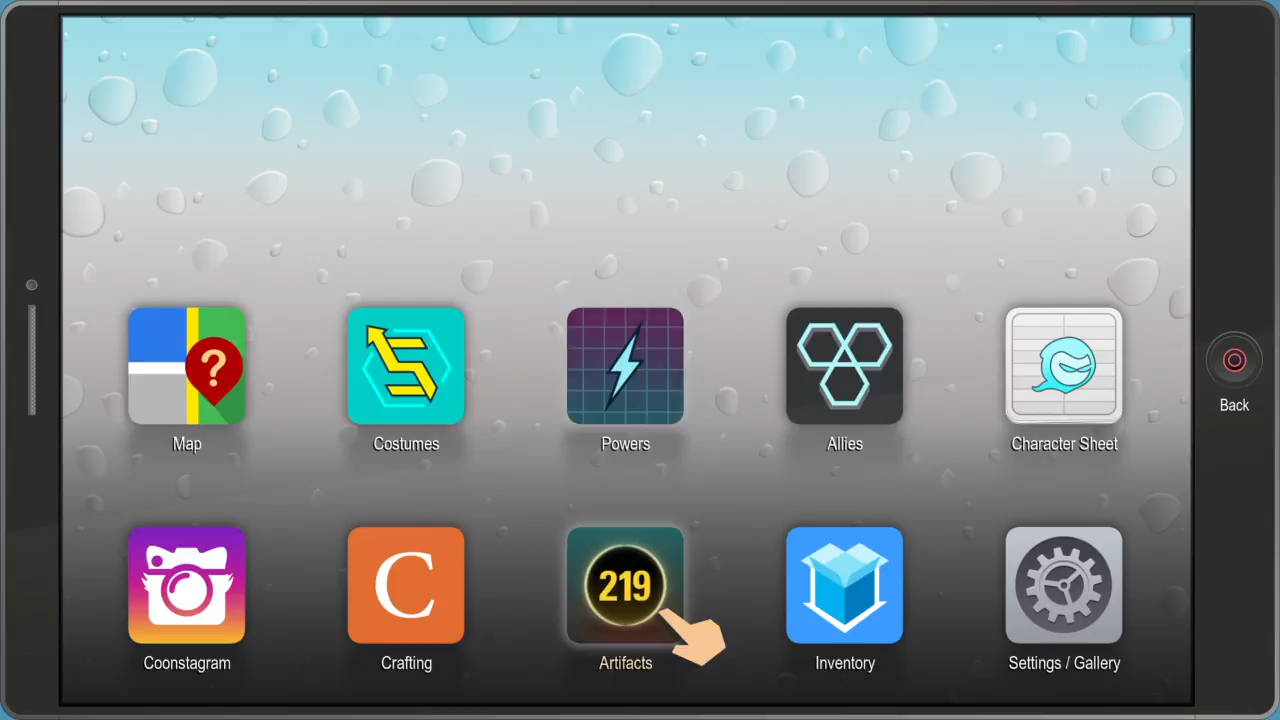 ?
Map
Costumes
Powers
Allies
Character Sheet
Back
C
219
Coonstagram
Crafting
Artifacts
Inventory
Settings / Gallery